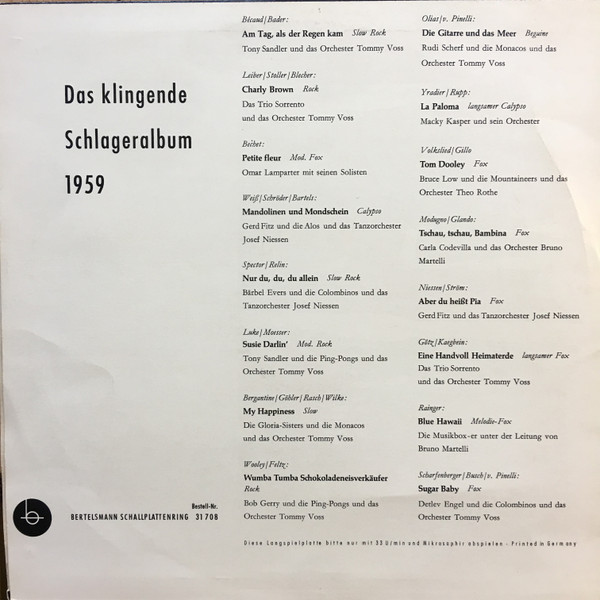 Das klingende
Schlageralbum
1959
Bécaud/Bader:
Am Tag, als der Regen kam Slow Rock
Tony Sandler und das Orchester Tommy Voss
Leiber/Stoller/Blecher:
Charly Brown Rock
Das Trio Sorrento
und das Orchester Tommy Voss
Bechet:
Petite fleur Mod. Fox
Omar Lamparter mit seinen Solisten
Weiß/Schröder/Bartels:
Mandolinen und Mondschein Calypso
Gerd Fitz und die Alos und das Tanzorchester
Josef Niessen
Spector/Relin:
Nur du, du, du allein Slow Rock
Bärbel Evers und die Colombinos und das
Tanzorchester Josef Niessen
Luke/Moesser:
Susie Darlin' Mod. Rock
Tony Sandler und die Ping-Pongs und das
Orchester Tommy Voss
Bergantine/Göhler/Rasch/Wilke:
My Happiness Slow
Die Gloria-Sisters und die Monacos
und das Orchester Tommy Voss
Wooley/Feltz:
Wumba Tumba Schokoladeneisverkäufer
Rock
Bob Gerry und die Ping-Pongs und das
Orchester Tommy Voss
Olias/v. Pinelli:
Die Gitarre und das Meer Beguine
Rudi Scherf und die Monacos und das
Orchester Tommy Voss
Yradier/Rupp:
La Paloma langsamer Calypso
Macky Kasper und sein Orchester
Volkslied/Gillo
Tom Dooley Fox
Bruce Low und die Mountaineers und das
Orchester Theo Rothe
Modugno/Glando:
Tschau, tschau, Bambina Fox
Carla Codevilla und das Orchester Bruno
Martelli
Niessen/Ström:
Aber du heißt Pia Fox
Gerd Fitz und das Tanzorchester Josef Niessen
Götz/Kaegbein:
Eine Handvoll Heimaterde langsamer Fox
Das Trio Sorrento
und das Orchester Tommy Voss
Rainger:
Blue Hawaii Melodie-Fox
Die Musikbox-er unter der Leitung von
Bruno Martelli
Scharfenberger/Busch/v. Pinelli:
Sugar Baby Fox
Detlev Engel und die Colombinos und das
Orchester Tommy Voss
b
Bestell-Nr.
BERTELSMANN SCHALLPLATTENRING 31708
Diese Langspielplatte bitte nur mit 33 U/min und Mikrosaphir abspielen · Printed in Germany